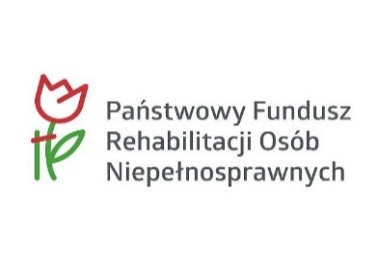 Państwowy Fundusz
Rehabilitacji Osób
Niepełnosprawnych